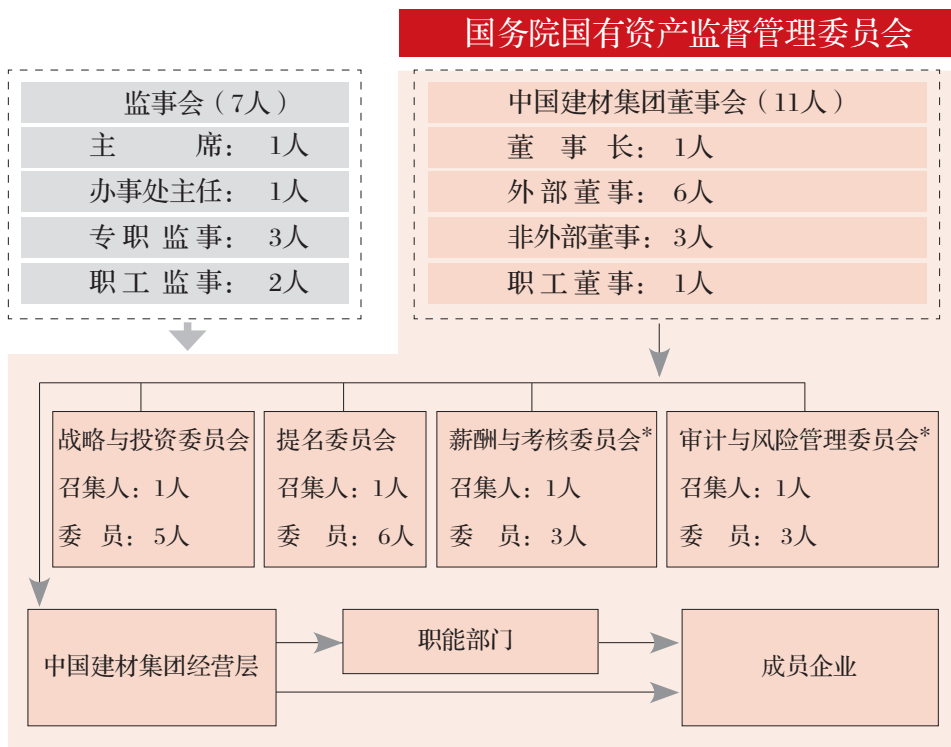 国务院国有资产监督管理委员会
监事会（7人）
主席：1人
办事处主任：1人
专职监事：3人
职工监事：2人
中国建材集团董事会（11人）
董事长：1人
外部董事：6人
非外部董事：3人
职工董事：1人
战略与投资委员会
召集人：1人
委员：5人
提名委员会
召集人：1人
委员：6人
薪酬与考核委员会*
召集人：1人
委员：3人
审计与风险管理委员会*
召集人：1人
委员：3人
中国建材集团经营层
职能部门
成员企业